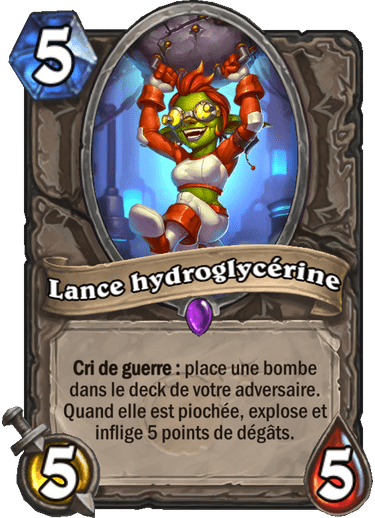 5
Lance hydroglycérine
Cri de guerre : place une bombe
dans le deck de votre adversaire.
Quand elle est piochée, explose et
inflige 5 points de dégâts.
5
5